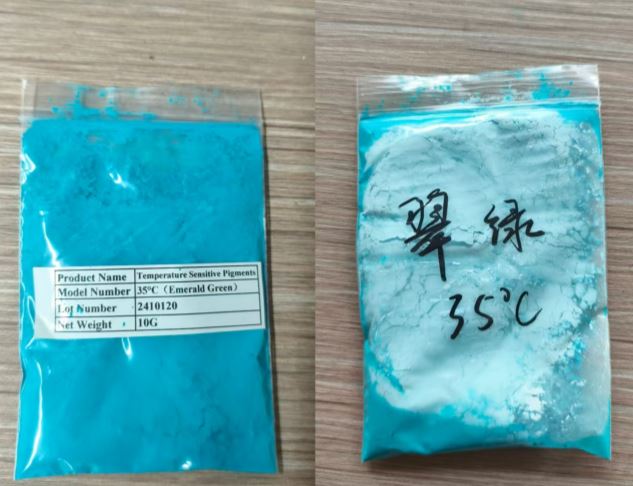 Product Name Temperature Sensitive Pigments
Model Number 35°C (Emerald Green)
Lot Number 2410120
Net Weight 10G
翠绿
35°C